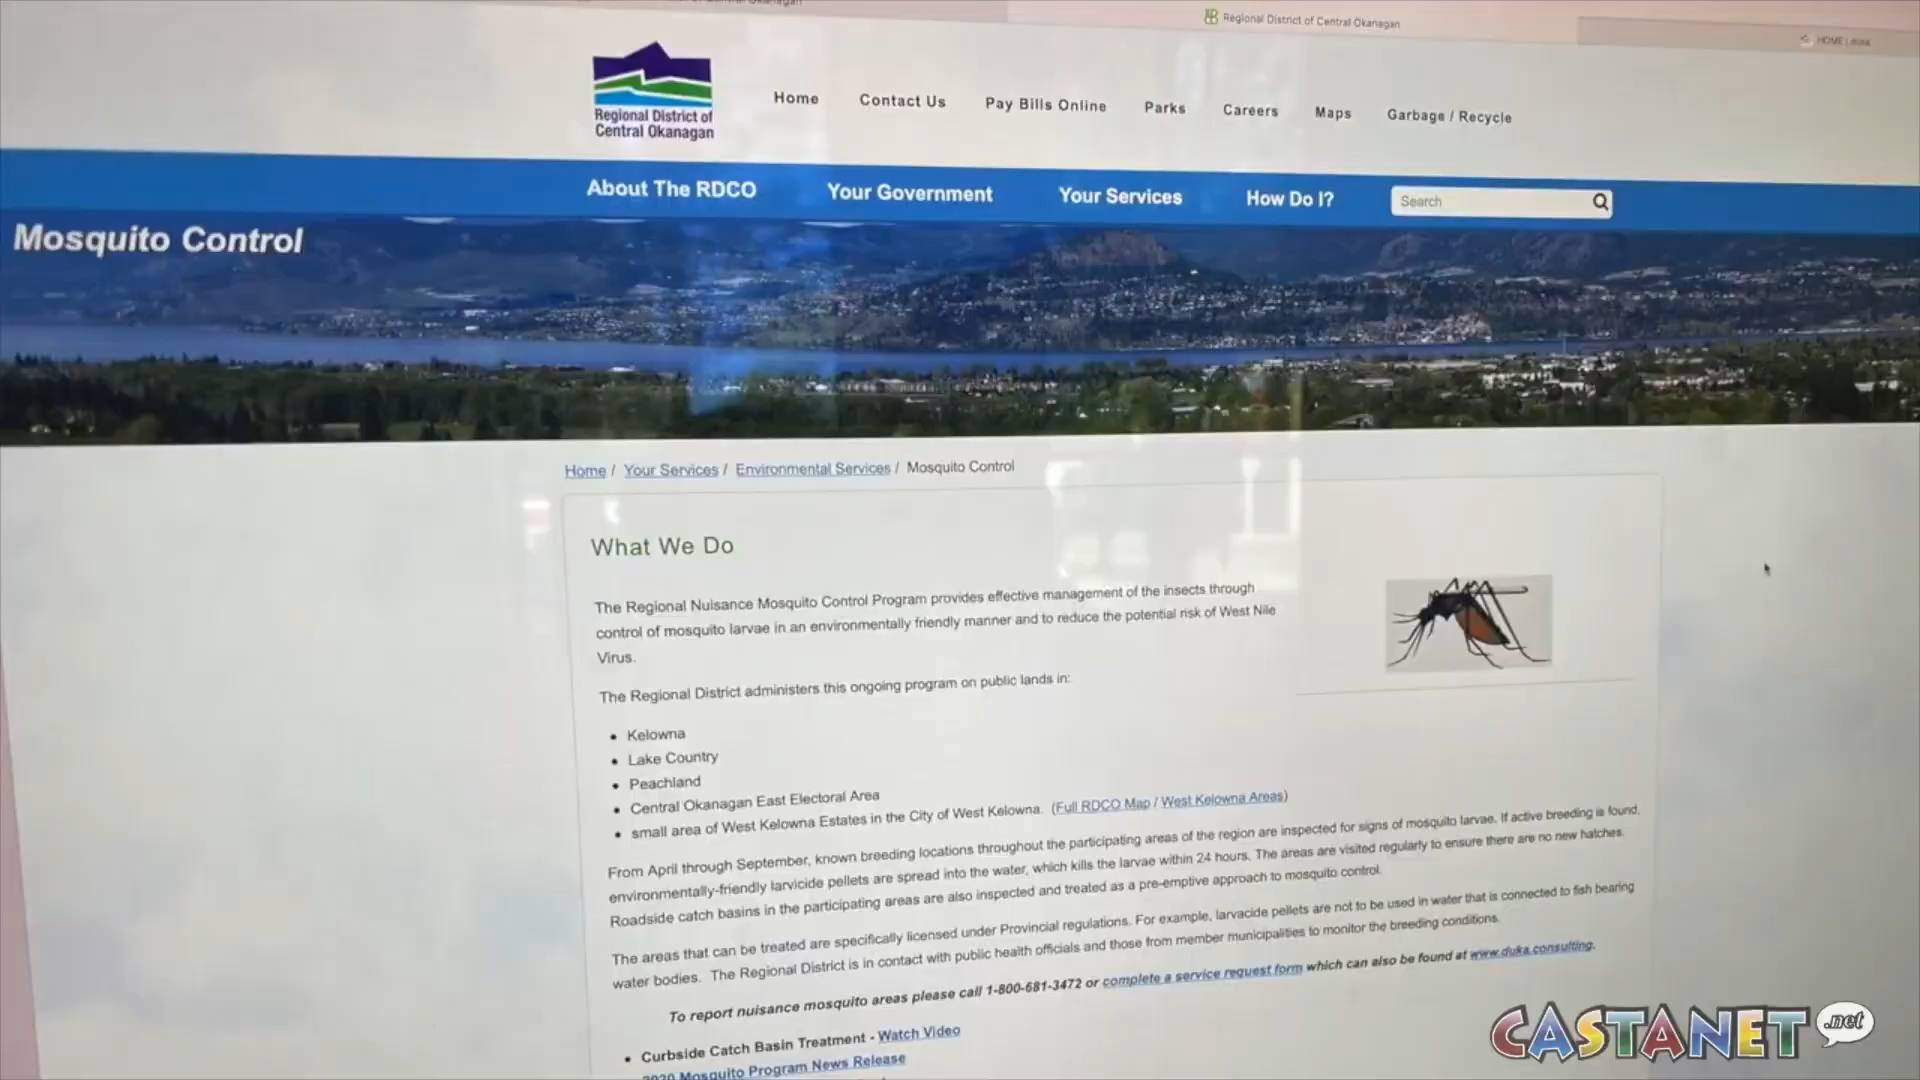 Regional District of Central Okanagan
HOME |
Regional District of
Central Okanagan
Home
Contact Us
Pay Bills Online
Parks
Careers
Maps
Garbage / Recycle
About The RDCO
Your Government
Your Services
How Do I?
Search
Mosquito Control
Home / Your Services / Environmental Services / Mosquito Control
What We Do
The Regional Nuisance Mosquito Control Program provides effective management of the insects through
control of mosquito larvae in an environmentally friendly manner and to reduce the potential risk of West Nile
Virus.
The Regional District administers this ongoing program on public lands in:
• Kelowna
• Lake Country
• Peachland
• Central Okanagan East Electoral Area
• small area of West Kelowna Estates in the City of West Kelowna. (Full RDCO Map / West Kelowna Areas)
From April through September, known breeding locations throughout the participating areas of the region are inspected for signs of mosquito larvae. If active breeding is found,
environmentally-friendly larvicide pellets are spread into the water, which kills the larvae within 24 hours. The areas are visited regularly to ensure there are no new hatches.
Roadside catch basins in the participating areas are also inspected and treated as a pre-emptive approach to mosquito control.
The areas that can be treated are specifically licensed under Provincial regulations. For example, larvacide pellets are not to be used in water that is connected to fish bearing
water bodies. The Regional District is in contact with public health officials and those from member municipalities to monitor the breeding conditions.
To report nuisance mosquito areas please call 1-800-681-3472 or complete a service request form which can also be found at www.duka.consulting.
• Curbside Catch Basin Treatment - Watch Video
2020 Mosquito Program News Release
CASTANET .net